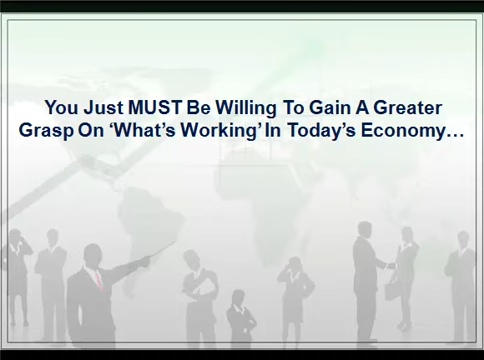 You Just MUST Be Willing To Gain A Greater
Grasp On ‘What’s Working’ In Today’s Economy…